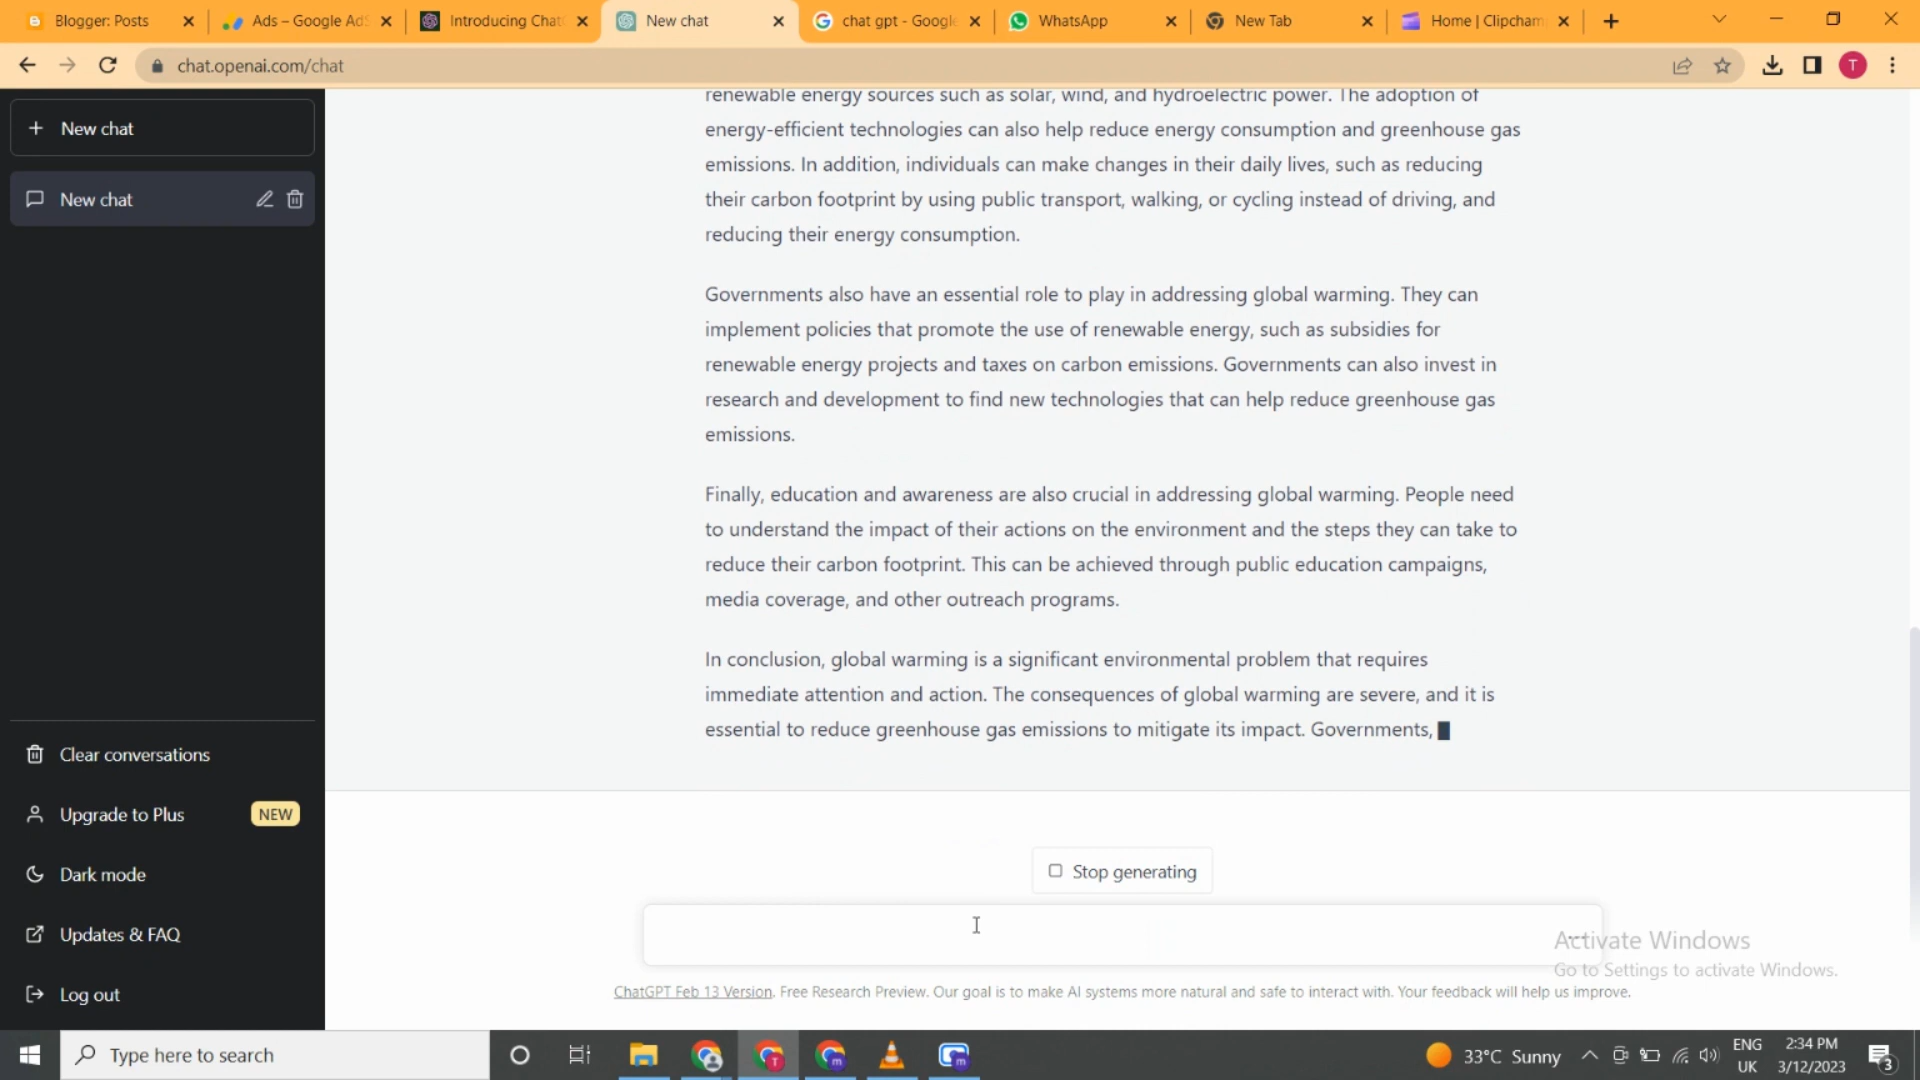 Blogger: Posts
Ads – Google AdS
Introducing ChatG
New chat
chat gpt - Google
WhatsApp
New Tab
Home | Clipcham
chat.openai.com/chat
T
New chat
New chat
Clear conversations
Upgrade to Plus
NEW
Dark mode
Updates & FAQ
Log out
renewable energy sources such as solar, wind, and hydroelectric power. The adoption of
energy-efficient technologies can also help reduce energy consumption and greenhouse gas
emissions. In addition, individuals can make changes in their daily lives, such as reducing
their carbon footprint by using public transport, walking, or cycling instead of driving, and
reducing their energy consumption.
Governments also have an essential role to play in addressing global warming. They can
implement policies that promote the use of renewable energy, such as subsidies for
renewable energy projects and taxes on carbon emissions. Governments can also invest in
research and development to find new technologies that can help reduce greenhouse gas
emissions.
Finally, education and awareness are also crucial in addressing global warming. People need
to understand the impact of their actions on the environment and the steps they can take to
reduce their carbon footprint. This can be achieved through public education campaigns,
media coverage, and other outreach programs.
In conclusion, global warming is a significant environmental problem that requires
immediate attention and action. The consequences of global warming are severe, and it is
essential to reduce greenhouse gas emissions to mitigate its impact. Governments,
Stop generating
Activate Windows
Go to Settings to activate Windows.
ChatGPT Feb 13 Version. Free Research Preview. Our goal is to make AI systems more natural and safe to interact with. Your feedback will help us improve.
Type here to search
33°C Sunny
ENG
UK
2:34 PM
3/12/2023
3